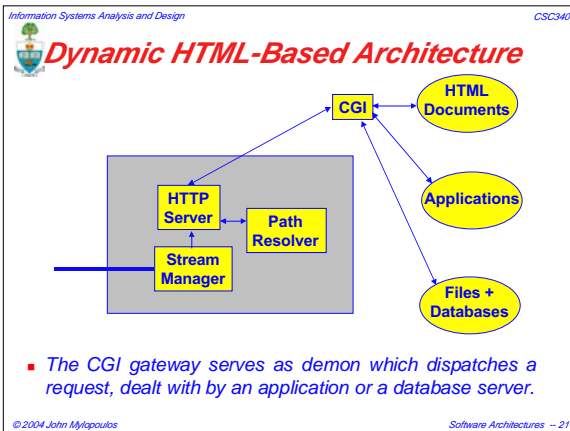 Information Systems Analysis and Design
CSC340
Dynamic HTML-Based Architecture
HTML
Documents
CGI
Applications
HTTP
Server
Path
Resolver
Stream
Manager
Files +
Databases
The CGI gateway serves as demon which dispatches a
request, dealt with by an application or a database server.
© 2004 John Mylopoulos
Software Architectures -- 21